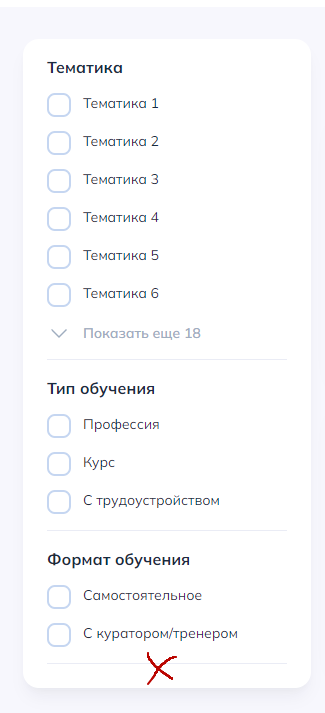 Тематика
Тематика 1
Тематика 2
Тематика 3
Тематика 4
Тематика 5
Тематика 6
Показать еще 18
Тип обучения
Профессия
Курс
С трудоустройством
Формат обучения
Самостоятельное
С куратором/тренером